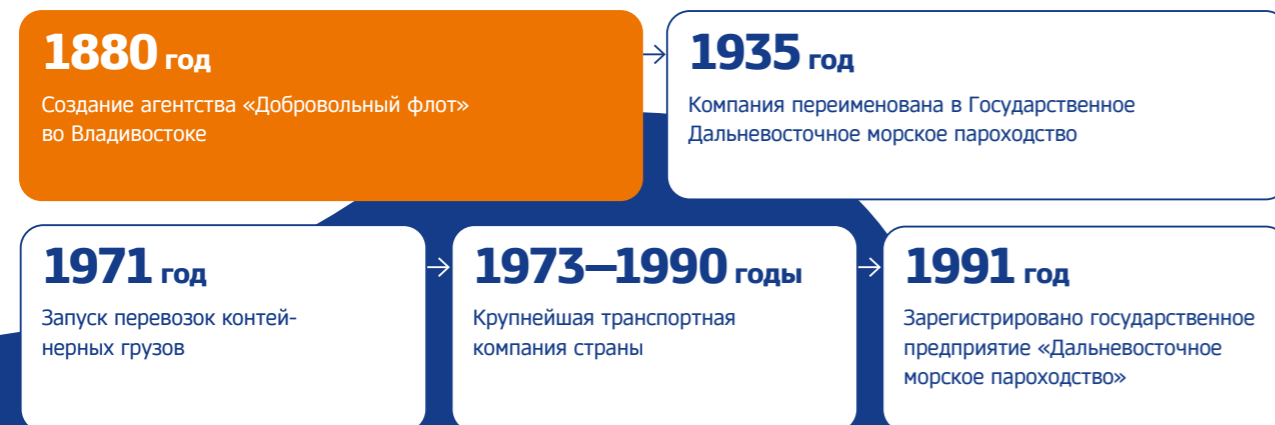 1880 год
Создание агентства «Добровольный флот»
во Владивостоке
1935 год
Компания переименована в Государственное
Дальневосточное морское пароходство
1971 год
Запуск перевозок контей-
нерных грузов
1973—1990 годы
Крупнейшая транспортная
компания страны
1991 год
Зарегистрировано государственное
предприятие «Дальневосточное
морское пароходство»